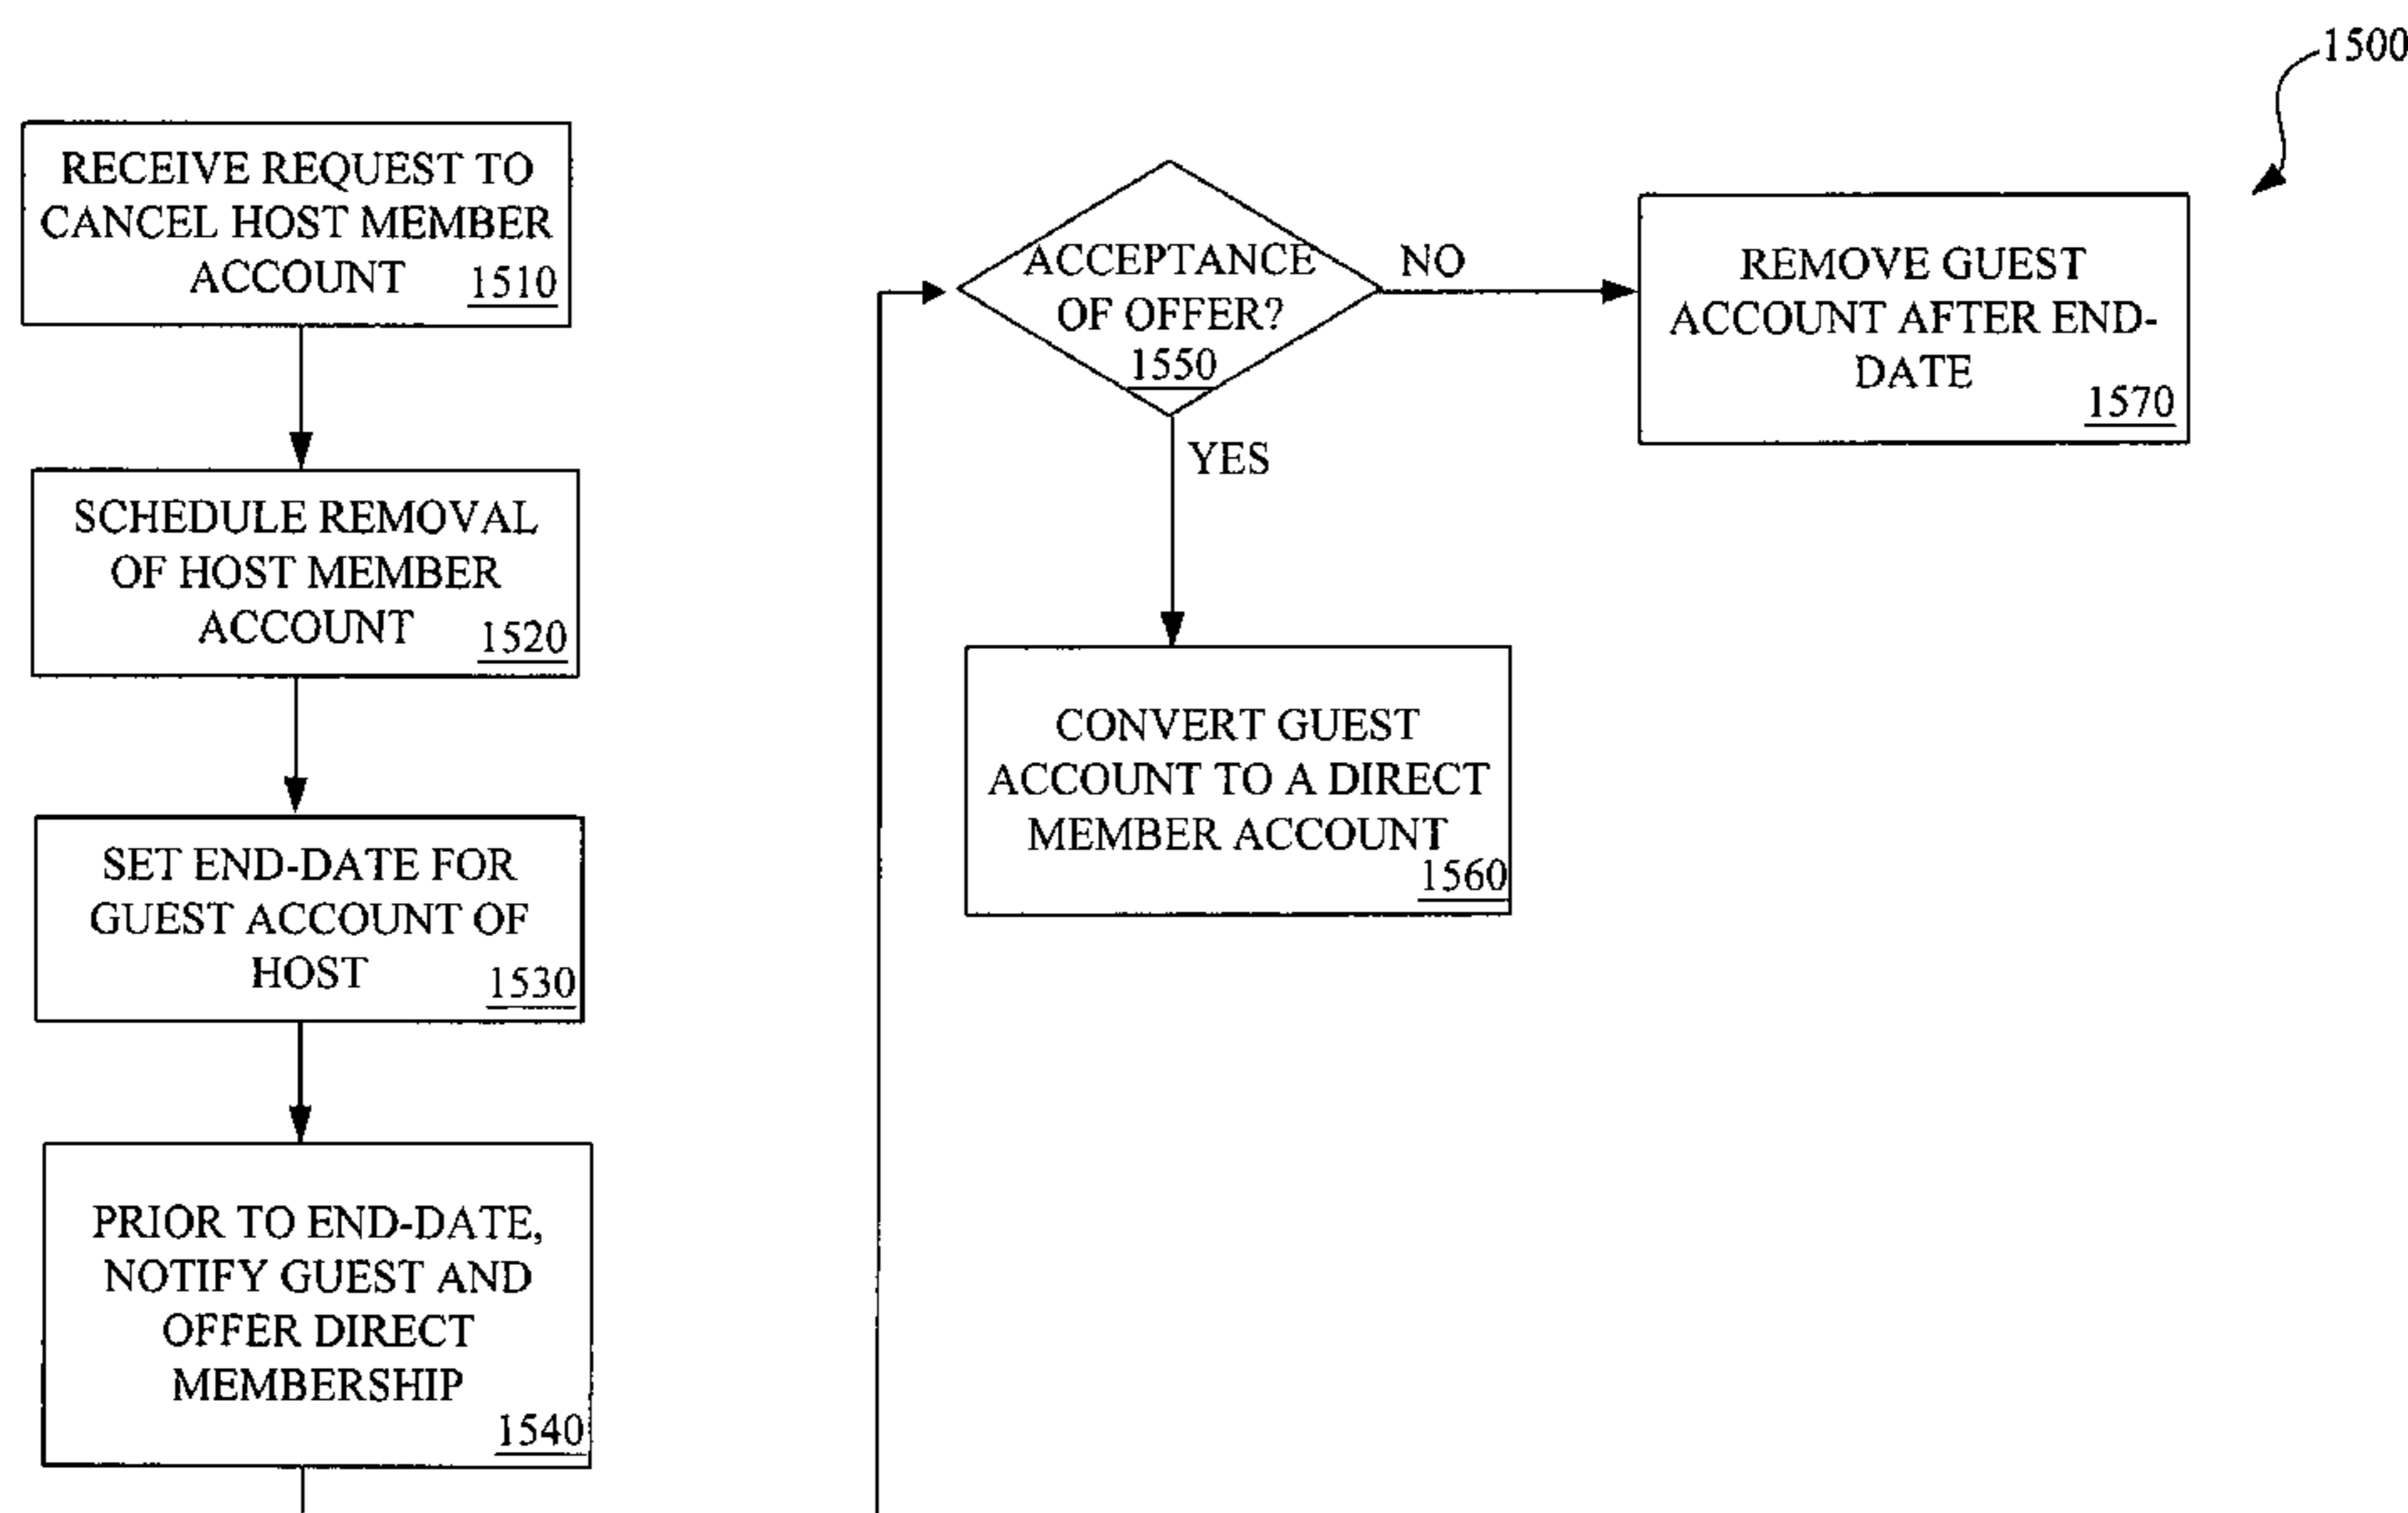 1500
RECEIVE REQUEST TO
CANCEL HOST MEMBER
ACCOUNT
1510
SCHEDULE REMOVAL
OF HOST MEMBER
ACCOUNT
1520
SET END-DATE FOR
GUEST ACCOUNT OF
HOST
1530
PRIOR TO END-DATE,
NOTIFY GUEST AND
OFFER DIRECT
MEMBERSHIP
1540
ACCEPTANCE
OF OFFER?
1550
NO
YES
CONVERT GUEST
ACCOUNT TO A DIRECT
MEMBER ACCOUNT
1560
REMOVE GUEST
ACCOUNT AFTER END-
DATE
1570